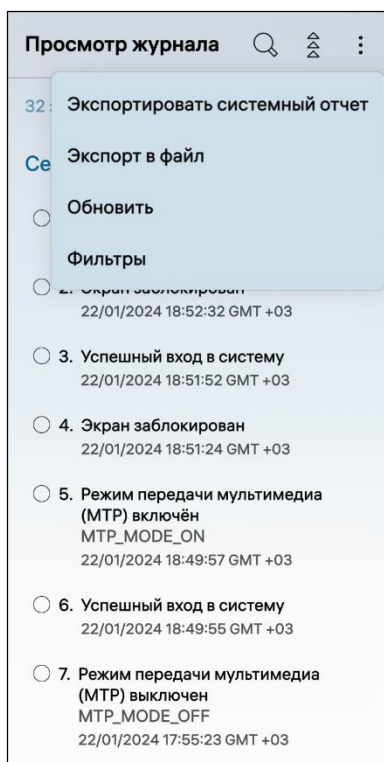 Просмотр журнала
Экспортировать системный отчет
32
Экспорт в файл
Се
Обновить
Фильтры
2. Экран заблокирован
22/01/2024 18:52:32 GMT +03
3. Успешный вход в систему
22/01/2024 18:51:52 GMT +03
4. Экран заблокирован
22/01/2024 18:51:24 GMT +03
5. Режим передачи мультимедиа
(MTP) включён
MTP_MODE_ON
22/01/2024 18:49:57 GMT +03
6. Успешный вход в систему
22/01/2024 18:49:55 GMT +03
7. Режим передачи мультимедиа
(MTP) выключен
MTP_MODE_OFF
22/01/2024 17:55:23 GMT +03